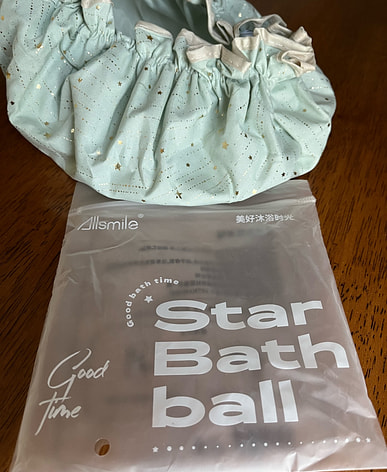 Allsmile®
美好沐浴时光
Good bath time
Star
Bath
ball
Good
time